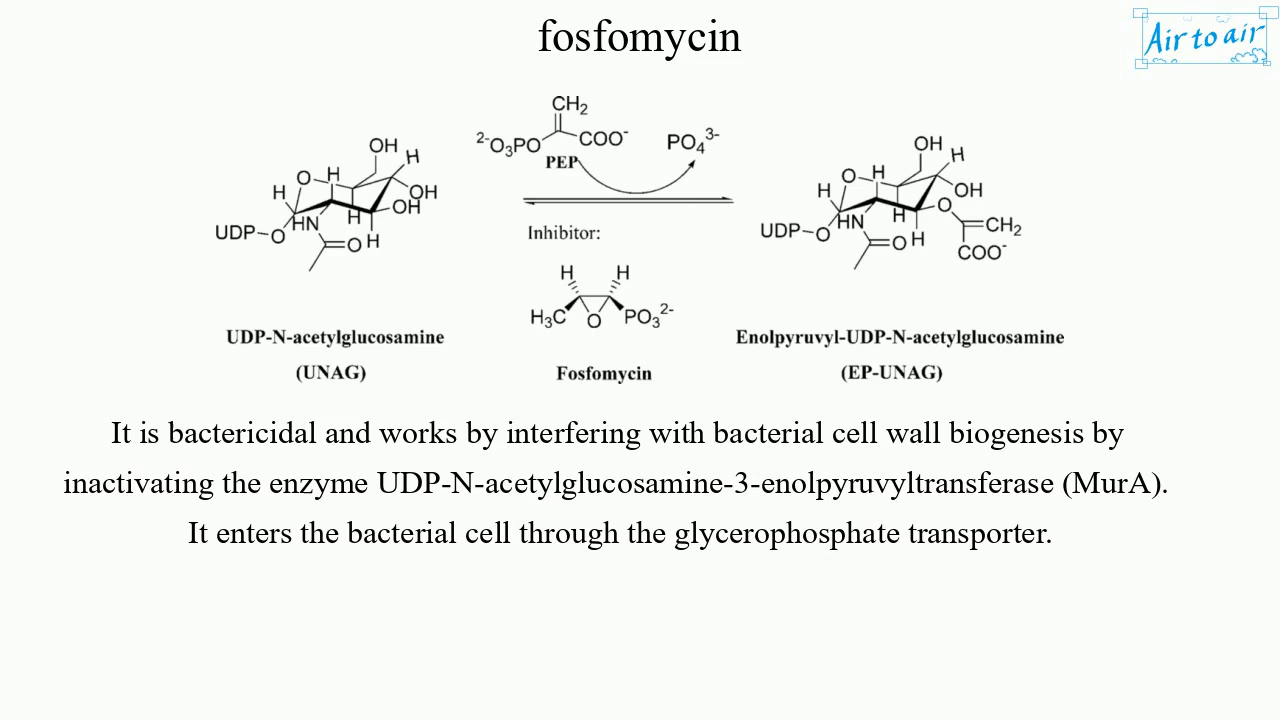 fosfomycin
Air to air
CH2
2-O3PO
COO-
PO4 3-
PEP
OH
H
H
O
H
OH
OH
H
HN
UDP-O
O
H
OH
H
H
O
H
OH
O
H
HN
UDP-O
O
H
CH2
COO-
Inhibitor:
H
H
H3C
O
PO3 2-
UDP-N-acetylglucosamine
(UNAG)
Fosfomycin
Enolpyruvyl-UDP-N-acetylglucosamine
(EP-UNAG)
It is bactericidal and works by interfering with bacterial cell wall biogenesis by
inactivating the enzyme UDP-N-acetylglucosamine-3-enolpyruvyltransferase (MurA).
It enters the bacterial cell through the glycerophosphate transporter.